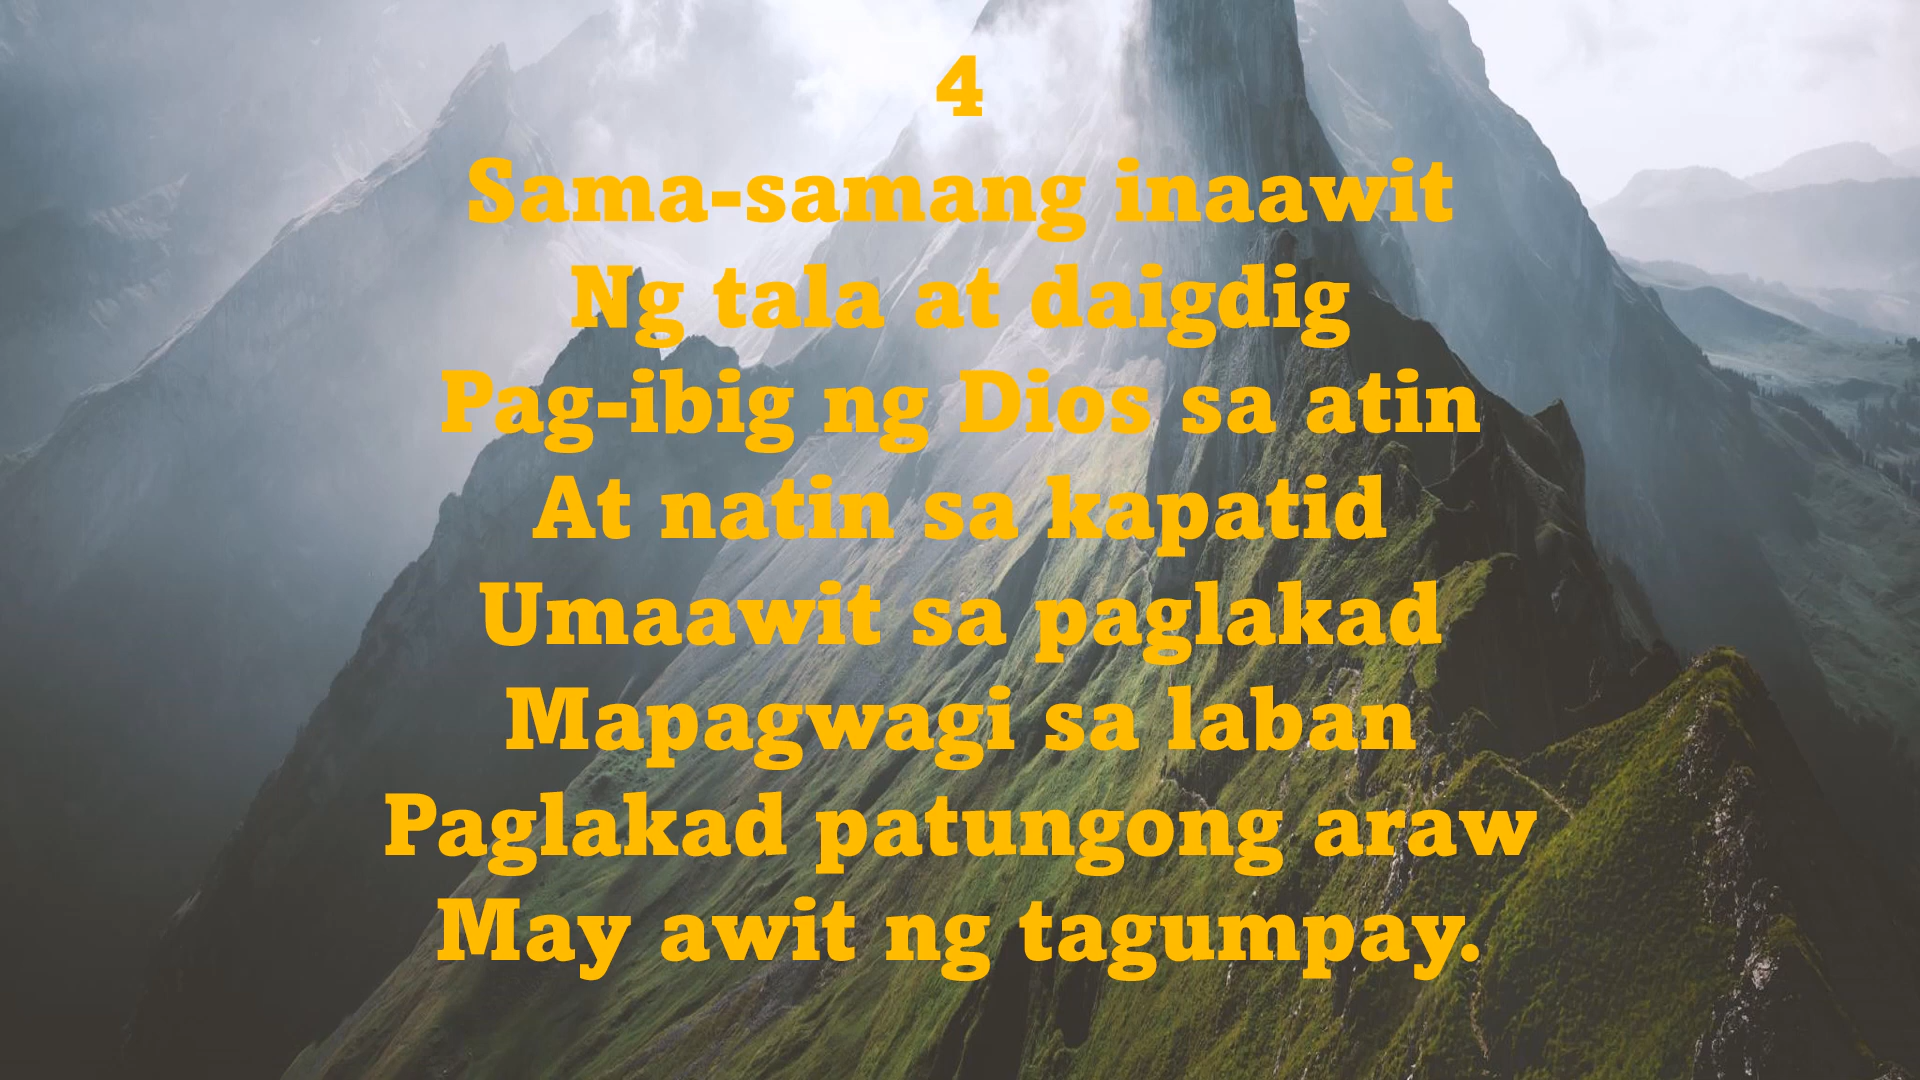 4
Sama-samang inaawit
Ng tala at daigdig
Pag-ibig ng Dios sa atin
At natin sa kapatid
Umaawit sa paglakad
Mapagwagi sa laban
Paglakad patungong araw
May awit ng tagumpay.